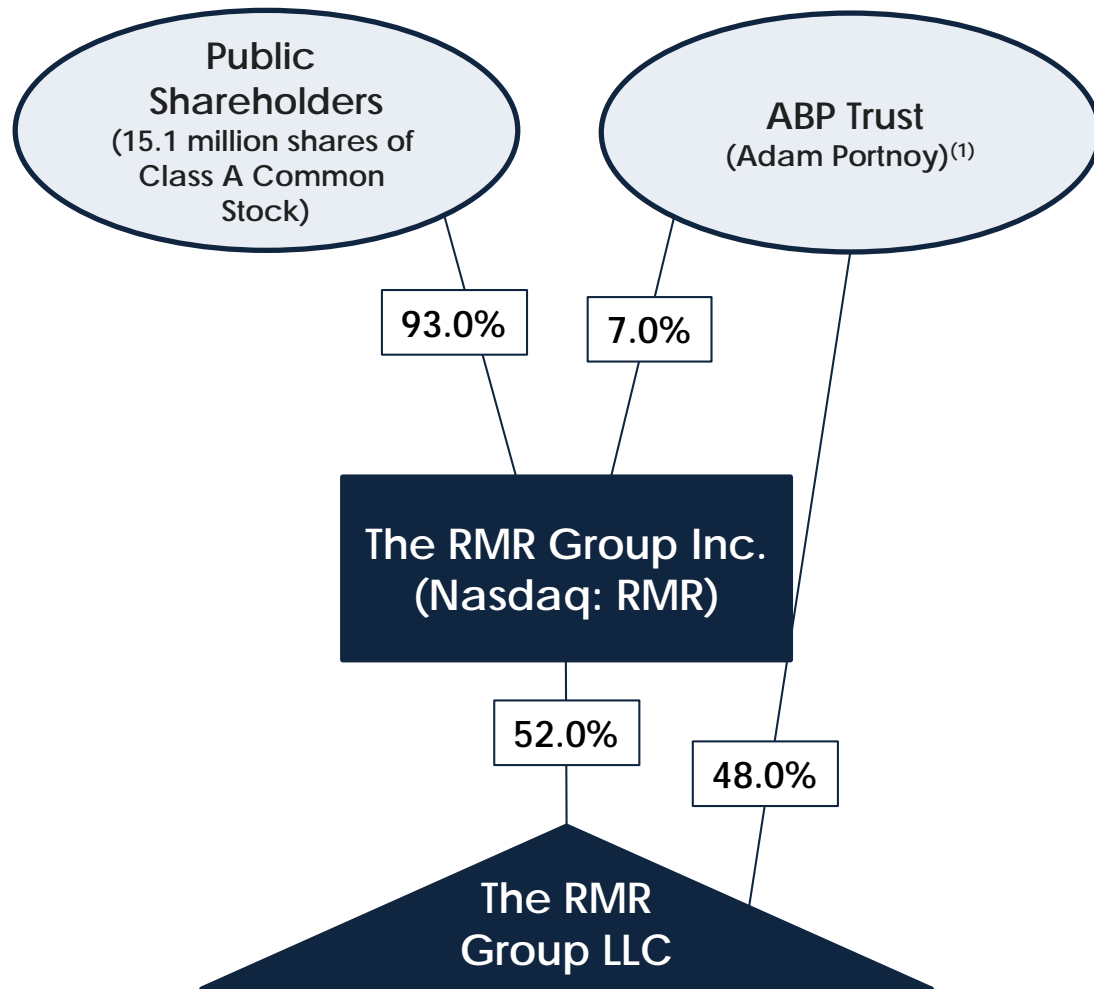 Public
Shareholders
(15.1 million shares of
Class A Common
Stock)
ABP Trust
(Adam Portnoy)(1)
93.0%
7.0%
The RMR Group Inc.
(Nasdaq: RMR)
52.0%
48.0%
The RMR
Group LLC